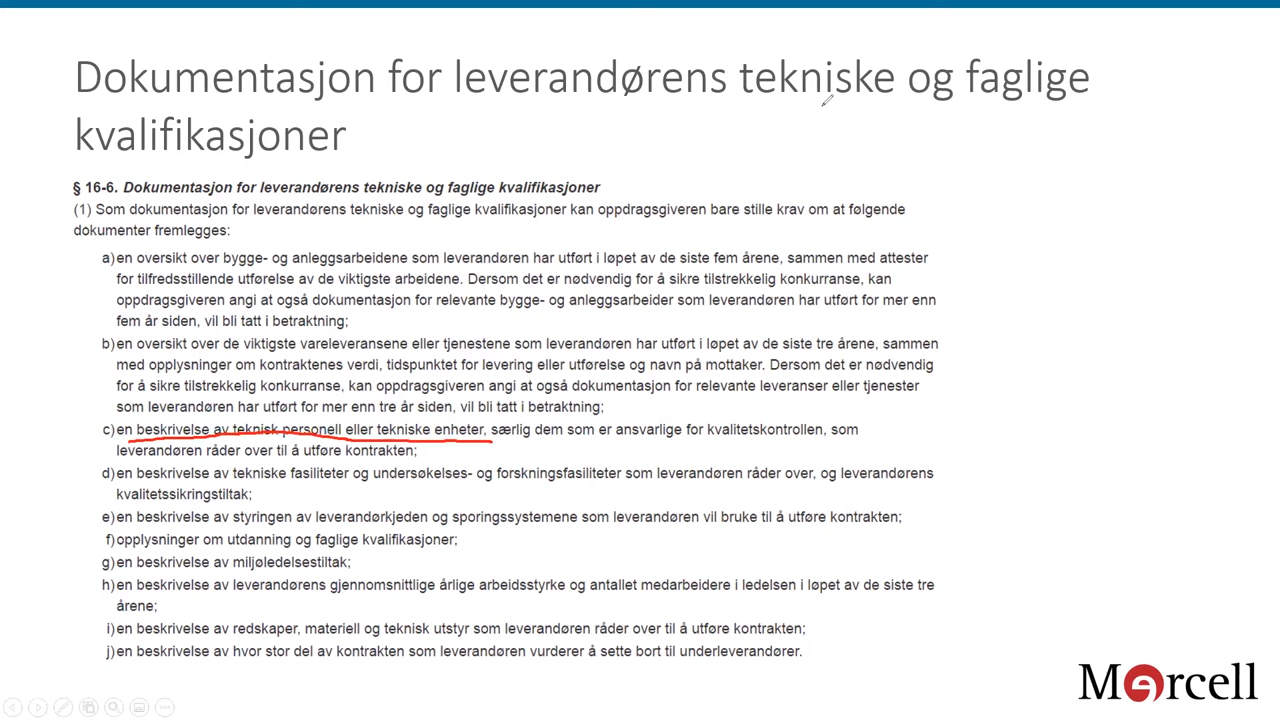 Dokumentasjon for leverandørens tekniske og faglige
kvalifikasjoner
§ 16-6. Dokumentasjon for leverandørens tekniske og faglige kvalifikasjoner
(1) Som dokumentasjon for leverandørens tekniske og faglige kvalifikasjoner kan oppdragsgiveren bare stille krav om at følgende
dokumenter fremlegges:
a) en oversikt over bygge- og anleggsarbeidene som leverandøren har utført i løpet av de siste fem årene, sammen med attester
for tilfredsstillende utførelse av de viktigste arbeidene. Dersom det er nødvendig for å sikre tilstrekkelig konkurranse, kan
oppdragsgiveren angi at også dokumentasjon for relevante bygge- og anleggsarbeider som leverandøren har utført for mer enn
fem år siden, vil bli tatt i betraktning;
b) en oversikt over de viktigste vareleveransene eller tjenestene som leverandøren har utført i løpet av de siste tre årene, sammen
med opplysninger om kontraktenes verdi, tidspunktet for levering eller utførelse og navn på mottaker. Dersom det er nødvendig
for å sikre tilstrekkelig konkurranse, kan oppdragsgiveren angi at også dokumentasjon for relevante leveranser eller tjenester
som leverandøren har utført for mer enn tre år siden, vil bli tatt i betraktning;
c) en beskrivelse av teknisk personell eller tekniske enheter, særlig dem som er ansvarlige for kvalitetskontrollen, som
leverandøren råder over til å utføre kontrakten;
d) en beskrivelse av tekniske fasiliteter og undersøkelses- og forskningsfasiliteter som leverandøren råder over, og leverandørens
kvalitetssikringstiltak;
e) en beskrivelse av styringen av leverandørkjeden og sporingssystemene som leverandøren vil bruke til å utføre kontrakten;
f) opplysninger om utdanning og faglige kvalifikasjoner;
g) en beskrivelse av miljøledelsestiltak;
h) en beskrivelse av leverandørens gjennomsnittlige årlige arbeidsstyrke og antallet medarbeidere i ledelsen i løpet av de siste tre
årene;
i) en beskrivelse av redskaper, materiell og teknisk utstyr som leverandøren råder over til å utføre kontrakten;
j) en beskrivelse av hvor stor del av kontrakten som leverandøren vurderer å sette bort til underleverandører.
Mercell